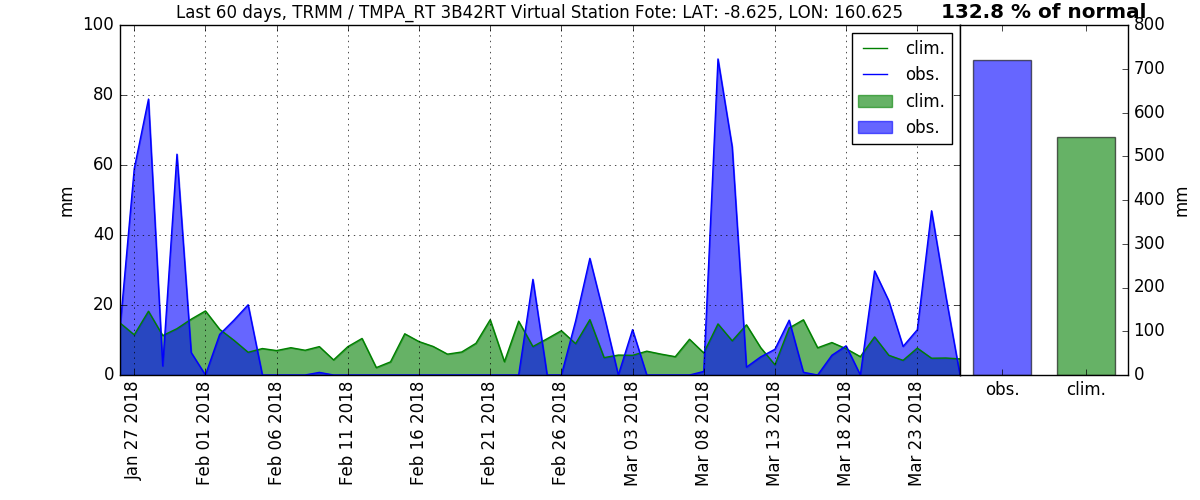 Last 60 days, TRMM / TMPA_RT 3B42RT Virtual Station Fote: LAT: -8.625, LON: 160.625
132.8 % of normal
100
80
60
40
20
0
mm
clim.
obs.
clim.
obs.
800
700
600
500
400
300
200
100
0
mm
obs.
clim.
Jan 27 2018
Feb 01 2018
Feb 06 2018
Feb 11 2018
Feb 16 2018
Feb 21 2018
Feb 26 2018
Mar 03 2018
Mar 08 2018
Mar 13 2018
Mar 18 2018
Mar 23 2018